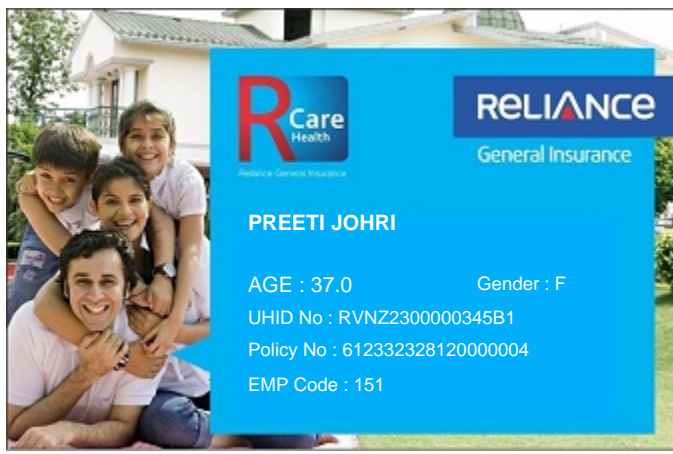 R Care
Health
Reliance General Insurance
RELIANCE
General Insurance
PREETI JOHRI
AGE : 37.0 Gender : F
UHID No : RVNZ2300000345B1
Policy No : 612332328120000004
EMP Code : 151